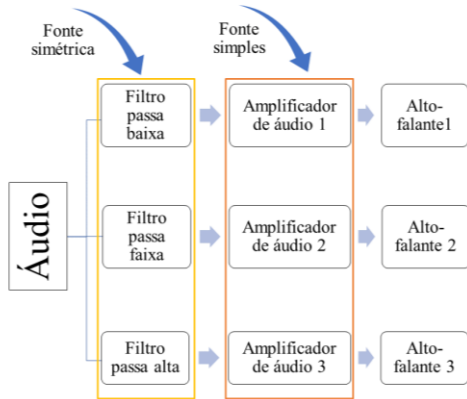 Fonte
simétrica
Fonte
simples
Áudio
Filtro
passa
baixa
Amplificador
de áudio 1
Alto-
falante1
Filtro
passa
faixa
Amplificador
de áudio 2
Alto-
falante 2
Filtro
passa alta
Amplificador
de áudio 3
Alto-
falante 3